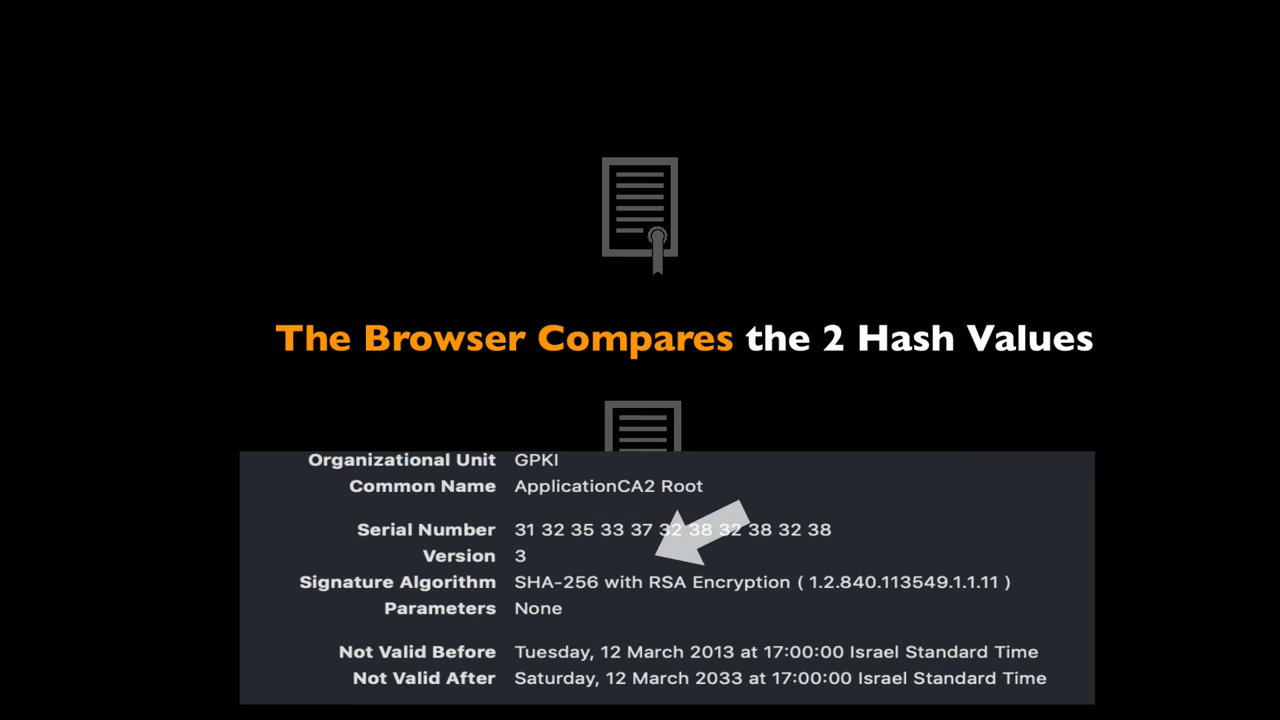 The Browser Compares the 2 Hash Values
Organizational Unit GPKI
Common Name ApplicationCA2 Root
Serial Number 31 32 35 33 37 32 38 32 38 32 38
Version 3
Signature Algorithm SHA-256 with RSA Encryption ( 1.2.840.113549.1.1.11 )
Parameters None
Not Valid Before Tuesday, 12 March 2013 at 17:00:00 Israel Standard Time
Not Valid After Saturday, 12 March 2033 at 17:00:00 Israel Standard Time